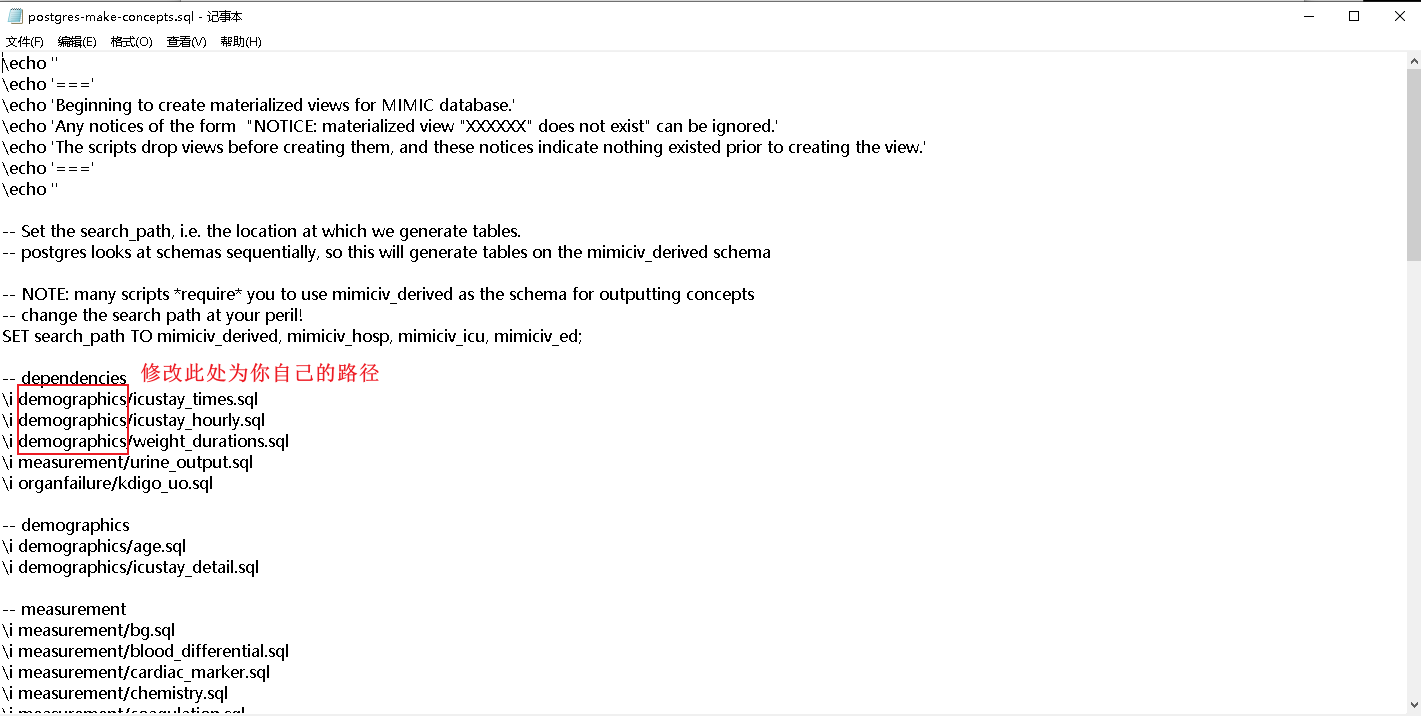 postgres-make-concepts.sql - 记事本
文件(F) 编辑(E) 格式(O) 查看(V) 帮助(H)
\echo ''
\echo '==='
\echo 'Beginning to create materialized views for MIMIC database.'
\echo 'Any notices of the form  "NOTICE: materialized view "XXXXXX" does not exist" can be ignored.'
\echo 'The scripts drop views before creating them, and these notices indicate nothing existed prior to creating the view.'
\echo '==='
\echo ''
-- Set the search_path, i.e. the location at which we generate tables.
-- postgres looks at schemas sequentially, so this will generate tables on the mimiciv_derived schema
-- NOTE: many scripts *require* you to use mimiciv_derived as the schema for outputting concepts
-- change the search path at your peril!
SET search_path TO mimiciv_derived, mimiciv_hosp, mimiciv_icu, mimiciv_ed;
-- dependencies 修改此处为你自己的路径
\i demographics/icustay_times.sql
\i demographics/icustay_hourly.sql
\i demographics/weight_durations.sql
\i measurement/urine_output.sql
\i organfailure/kdigo_uo.sql
-- demographics
\i demographics/age.sql
\i demographics/icustay_detail.sql
-- measurement
\i measurement/bg.sql
\i measurement/blood_differential.sql
\i measurement/cardiac_marker.sql
\i measurement/chemistry.sql
\i measurement/coagulation.sql